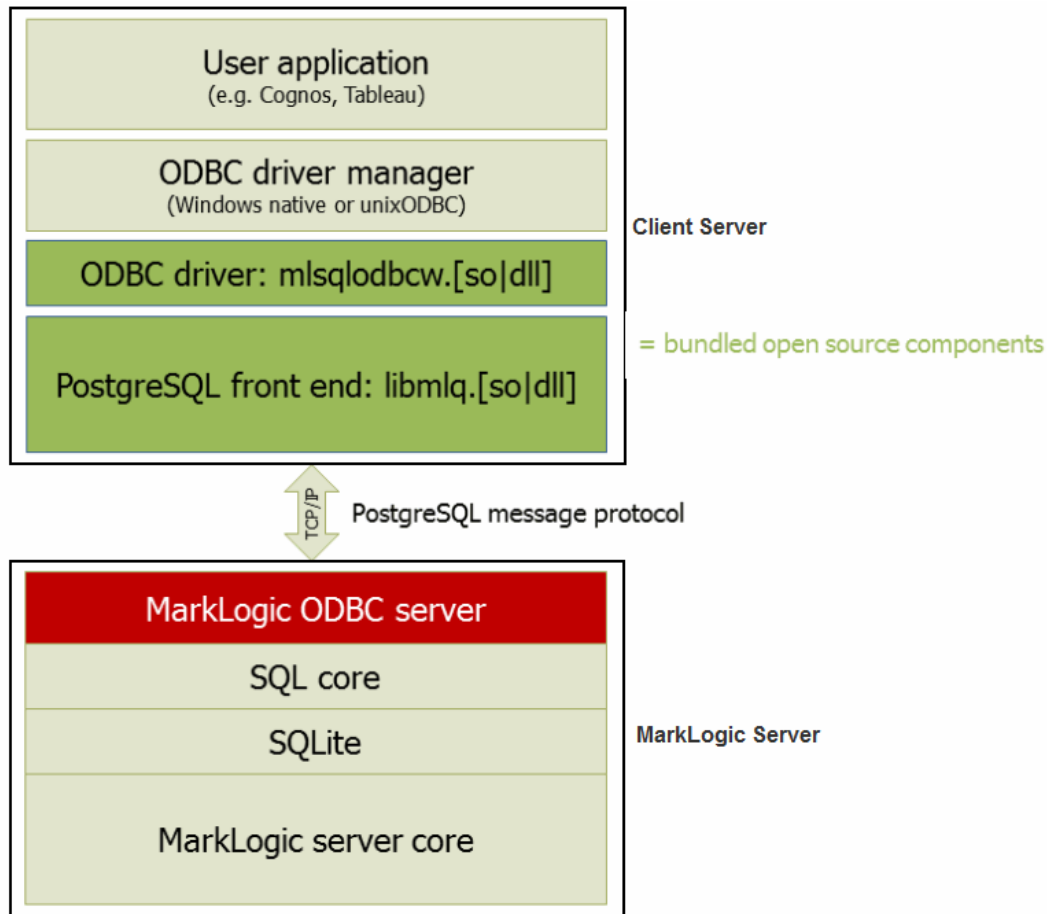 User application
(e.g. Cognos, Tableau)
ODBC driver manager
(Windows native or unixODBC)
Client Server
ODBC driver: mlsqlodbcw.[so|dll]
= bundled open source components
PostgreSQL front end: libmlq.[so|dll]
TCP/IP
PostgreSQL message protocol
MarkLogic ODBC server
SQL core
SQLite
MarkLogic Server
MarkLogic server core